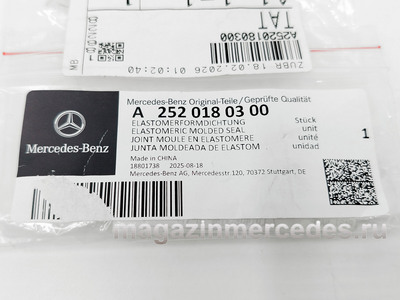 TAT
A2520180300
ZUBR 18.02.2026 01:02:40
MB
Mercedes-Benz Original-Teile/Geprüfte Qualität
A 252 018 03 00
ELASTOMERFORMDICHTUNG Stück
ELASTOMERIC MOLDED SEAL unit
JOINT MOULE EN ELASTOMERE unité
JUNTA MOLDEADA DE ELASTOM unidad
1
Made in CHINA
18801738 2025-08-18
Mercedes-Benz AG, Mercedesstr.120, 70372 Stuttgart, DE
Mercedes-Benz
magazinmercedes.ru